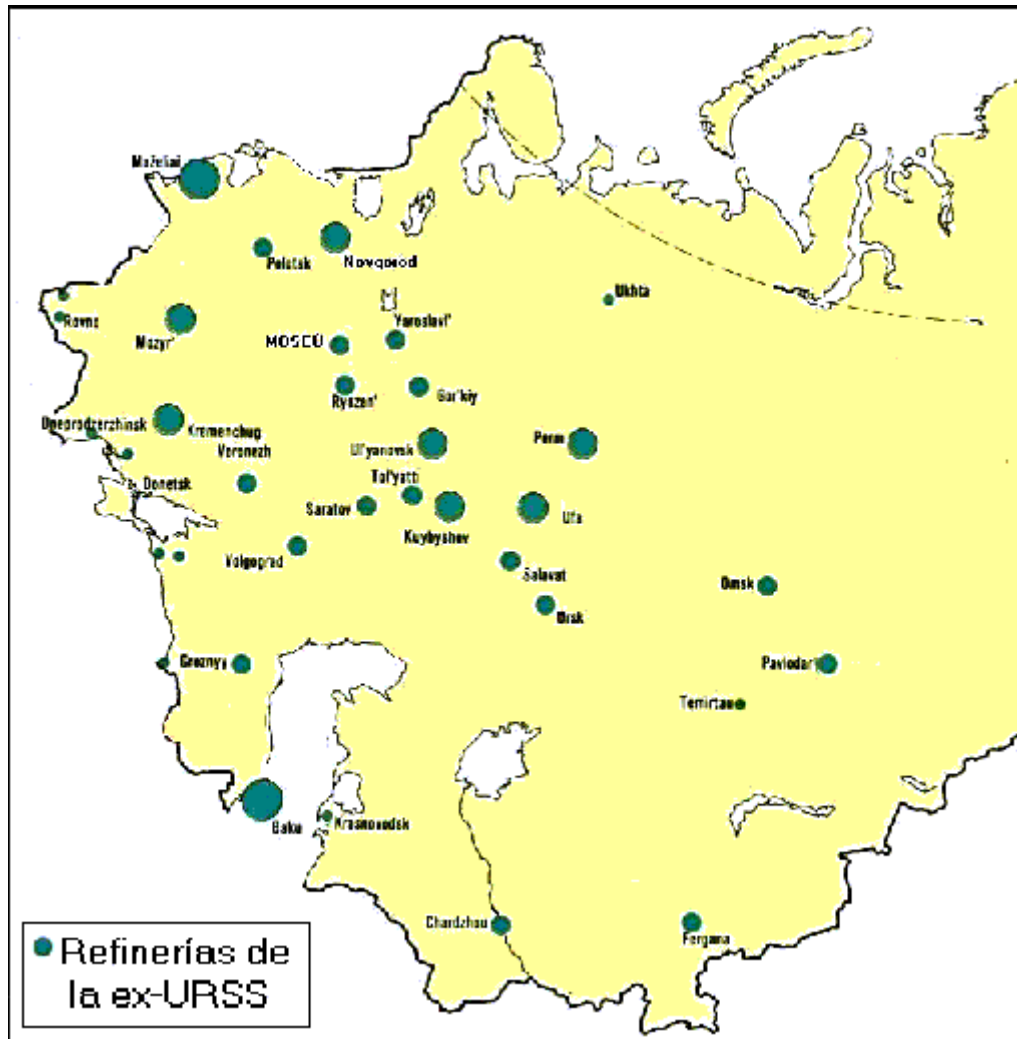 Maželiai
Polotsk
Novgorod
Ukhta
Rovno
Mozyr'
MOSCÚ
Yaroslavl'
Ryazan'
Gor'kiy
Dneprodzerzhinsk
Kremenchug
Voronezh
Ul'yanovsk
Perm
Donetsk
Tol'yatti
Saratov
Kuybyshev
Ufa
Volgograd
Salavat
Orsk
Omsk
Groznyy
Pavlodar
Temirtau
Baku
Krasnovodsk
Chardzhou
Fergana
Refinerías de
la ex-URSS